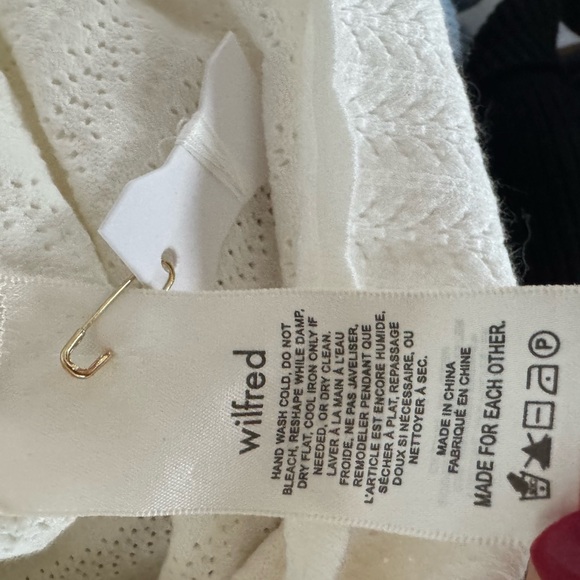 wilfred
HAND WASH COLD, DO NOT
BLEACH, RESHAPE WHILE DAMP,
DRY FLAT, COOL IRON ONLY IF
NEEDED, OR DRY CLEAN.
LAVER À LA MAIN À L'EAU
FROIDE, NE PAS JAVELISER,
REMODELER PENDANT QUE
L'ARTICLE EST ENCORE HUMIDE,
SÉCHER À PLAT, REPASSAGE
DOUX SI NÉCESSAIRE, OU
NETTOYER À SEC.
MADE IN CHINA
FABRIQUÉ EN CHINE
MADE FOR EACH OTHER.
P